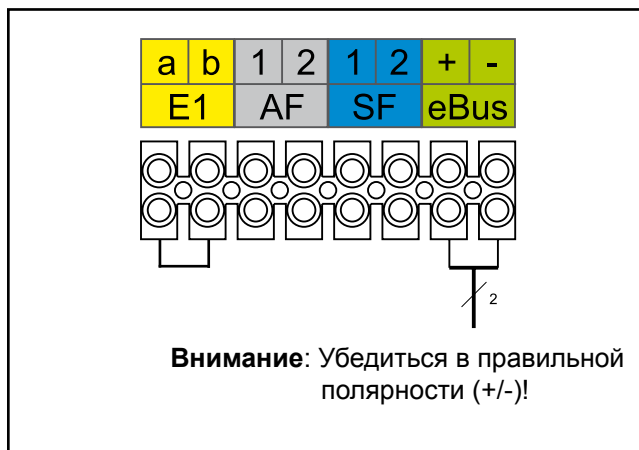 a b 1 2 1 2 + -
E1 AF SF eBus
2
Внимание: Убедиться в правильной
полярности (+/-)!